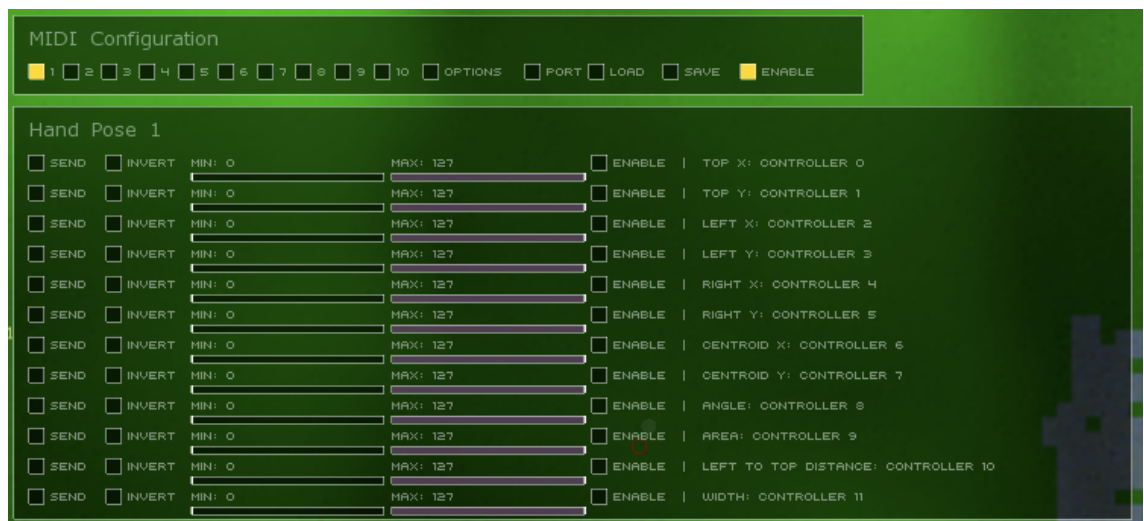 MIDI Configuration
1 2 3 4 5 6 7 8 9 10 OPTIONS PORT LOAD SAVE ENABLE
Hand Pose 1
SEND INVERT MIN: 0 MAX: 127 ENABLE | TOP X: CONTROLLER 0
SEND INVERT MIN: 0 MAX: 127 ENABLE | TOP Y: CONTROLLER 1
SEND INVERT MIN: 0 MAX: 127 ENABLE | LEFT X: CONTROLLER 2
SEND INVERT MIN: 0 MAX: 127 ENABLE | LEFT Y: CONTROLLER 3
SEND INVERT MIN: 0 MAX: 127 ENABLE | RIGHT X: CONTROLLER 4
SEND INVERT MIN: 0 MAX: 127 ENABLE | RIGHT Y: CONTROLLER 5
SEND INVERT MIN: 0 MAX: 127 ENABLE | CENTROID X: CONTROLLER 6
SEND INVERT MIN: 0 MAX: 127 ENABLE | CENTROID Y: CONTROLLER 7
SEND INVERT MIN: 0 MAX: 127 ENABLE | ANGLE: CONTROLLER 8
SEND INVERT MIN: 0 MAX: 127 ENABLE | AREA: CONTROLLER 9
SEND INVERT MIN: 0 MAX: 127 ENABLE | LEFT TO TOP DISTANCE: CONTROLLER 10
SEND INVERT MIN: 0 MAX: 127 ENABLE | WIDTH: CONTROLLER 11